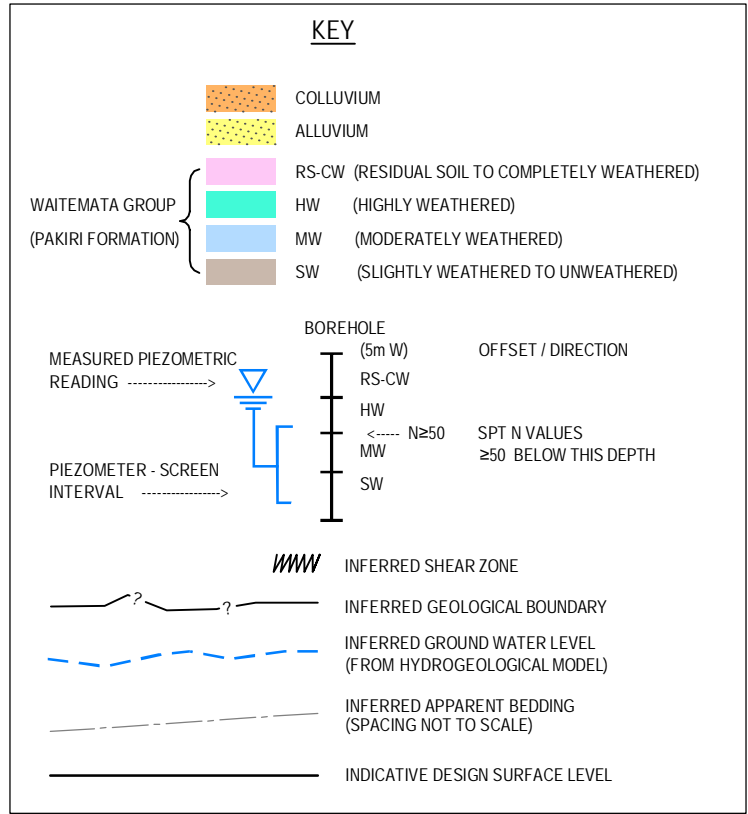 KEY
COLLUVIUM
ALLUVIUM
RS-CW (RESIDUAL SOIL TO COMPLETELY WEATHERED)
WAITEMATA GROUP
(PAKIRI FORMATION)
HW (HIGHLY WEATHERED)
MW (MODERATELY WEATHERED)
SW (SLIGHTLY WEATHERED TO UNWEATHERED)
BOREHOLE
(5m W) OFFSET / DIRECTION
MEASURED PIEZOMETRIC
READING ---------------->
RS-CW
HW
<----- N≥50 SPT N VALUES
MW ≥50 BELOW THIS DEPTH
PIEZOMETER - SCREEN
INTERVAL ---------------->
SW
INFERRED SHEAR ZONE
? ? INFERRED GEOLOGICAL BOUNDARY
INFERRED GROUND WATER LEVEL
(FROM HYDROGEOLOGICAL MODEL)
INFERRED APPARENT BEDDING
(SPACING NOT TO SCALE)
INDICATIVE DESIGN SURFACE LEVEL